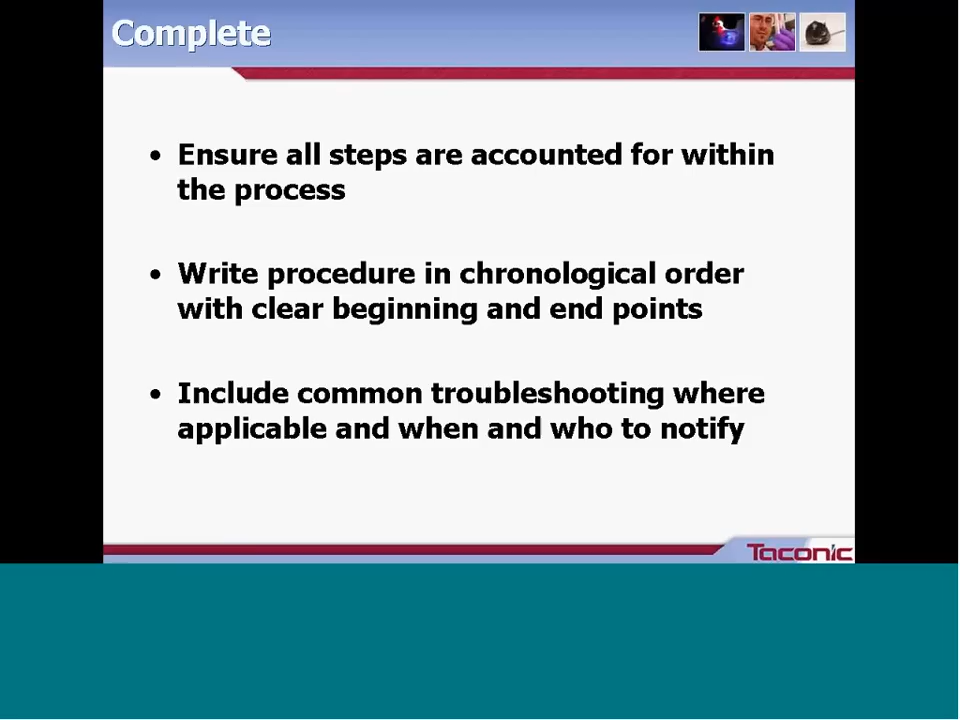 Complete
• Ensure all steps are accounted for within
the process
• Write procedure in chronological order
with clear beginning and end points
• Include common troubleshooting where
applicable and when and who to notify
Taconic